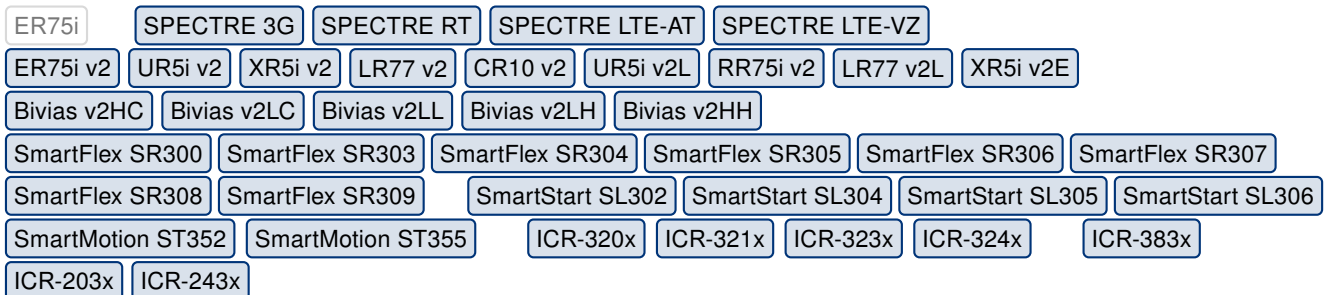 ER75i SPECTRE 3G SPECTRE RT SPECTRE LTE-AT SPECTRE LTE-VZ
ER75i v2 UR5i v2 XR5i v2 LR77 v2 CR10 v2 UR5i v2L RR75i v2 LR77 v2L XR5i v2E
Bivias v2HC Bivias v2LC Bivias v2LL Bivias v2LH Bivias v2HH
SmartFlex SR300 SmartFlex SR303 SmartFlex SR304 SmartFlex SR305 SmartFlex SR306 SmartFlex SR307
SmartFlex SR308 SmartFlex SR309 SmartStart SL302 SmartStart SL304 SmartStart SL305 SmartStart SL306
SmartMotion ST352 SmartMotion ST355 ICR-320x ICR-321x ICR-323x ICR-324x ICR-383x
ICR-203x ICR-243x